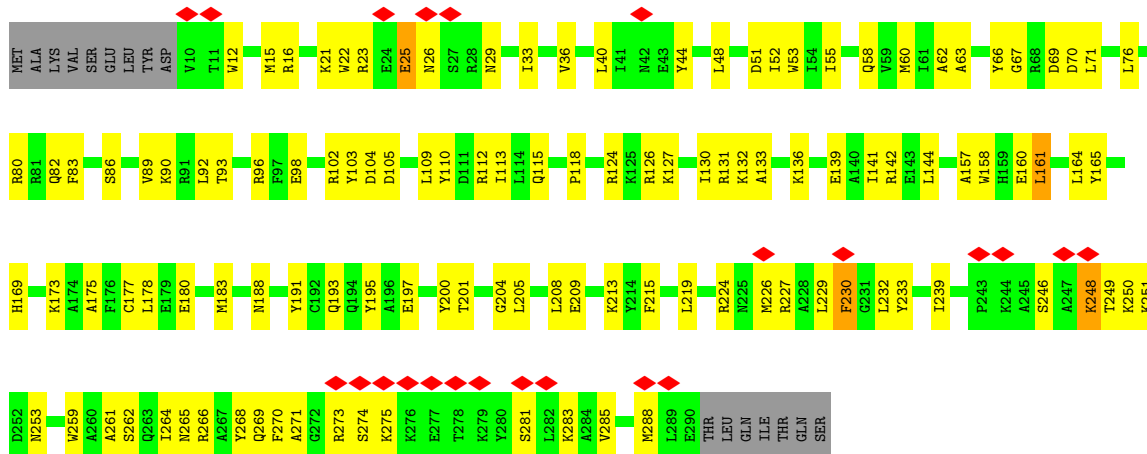 MET ALA LYS VAL SER GLU LEU TYR ASP V10 T11 W12 M15 R16 K21 W22 R23 E24 E25 N26 S27 R28 N29 I33 V36 L40 I41 N42 E43 Y44 L48 D51 I52 W53 I54 I55 Q58 V59 M60 I61 A62 A63 Y66 G67 R68 D69 D70 L71 L76
R80 R81 Q82 F83 S86 V89 K90 R91 L92 T93 R96 F97 E98 R102 Y103 D104 D105 L109 Y110 D111 R112 I113 L114 Q115 P118 R124 K125 R126 K127 I130 R131 K132 A133 K136 E139 A140 I141 R142 E143 L144 A157 W158 H159 E160 L161 L164 Y165
H169 K173 A174 A175 F176 C177 L178 E179 E180 M183 N188 Y191 C192 Q193 Q194 Y195 A196 E197 Y200 T201 G204 L205 L208 E209 K213 Y214 F215 L219 R224 N225 M226 R227 A228 L229 F230 G231 L232 Y233 I239 P243 K244 A245 S246 A247 K248 T249 K250 K251
D252 N253 W259 A260 A261 S262 Q263 I264 N265 R266 A267 Y268 Q269 F270 A271 G272 R273 S274 K275 K276 E277 T278 K279 Y280 S281 L282 K283 A284 V285 M288 L289 E290 THR LEU GLN ILE THR GLN SER